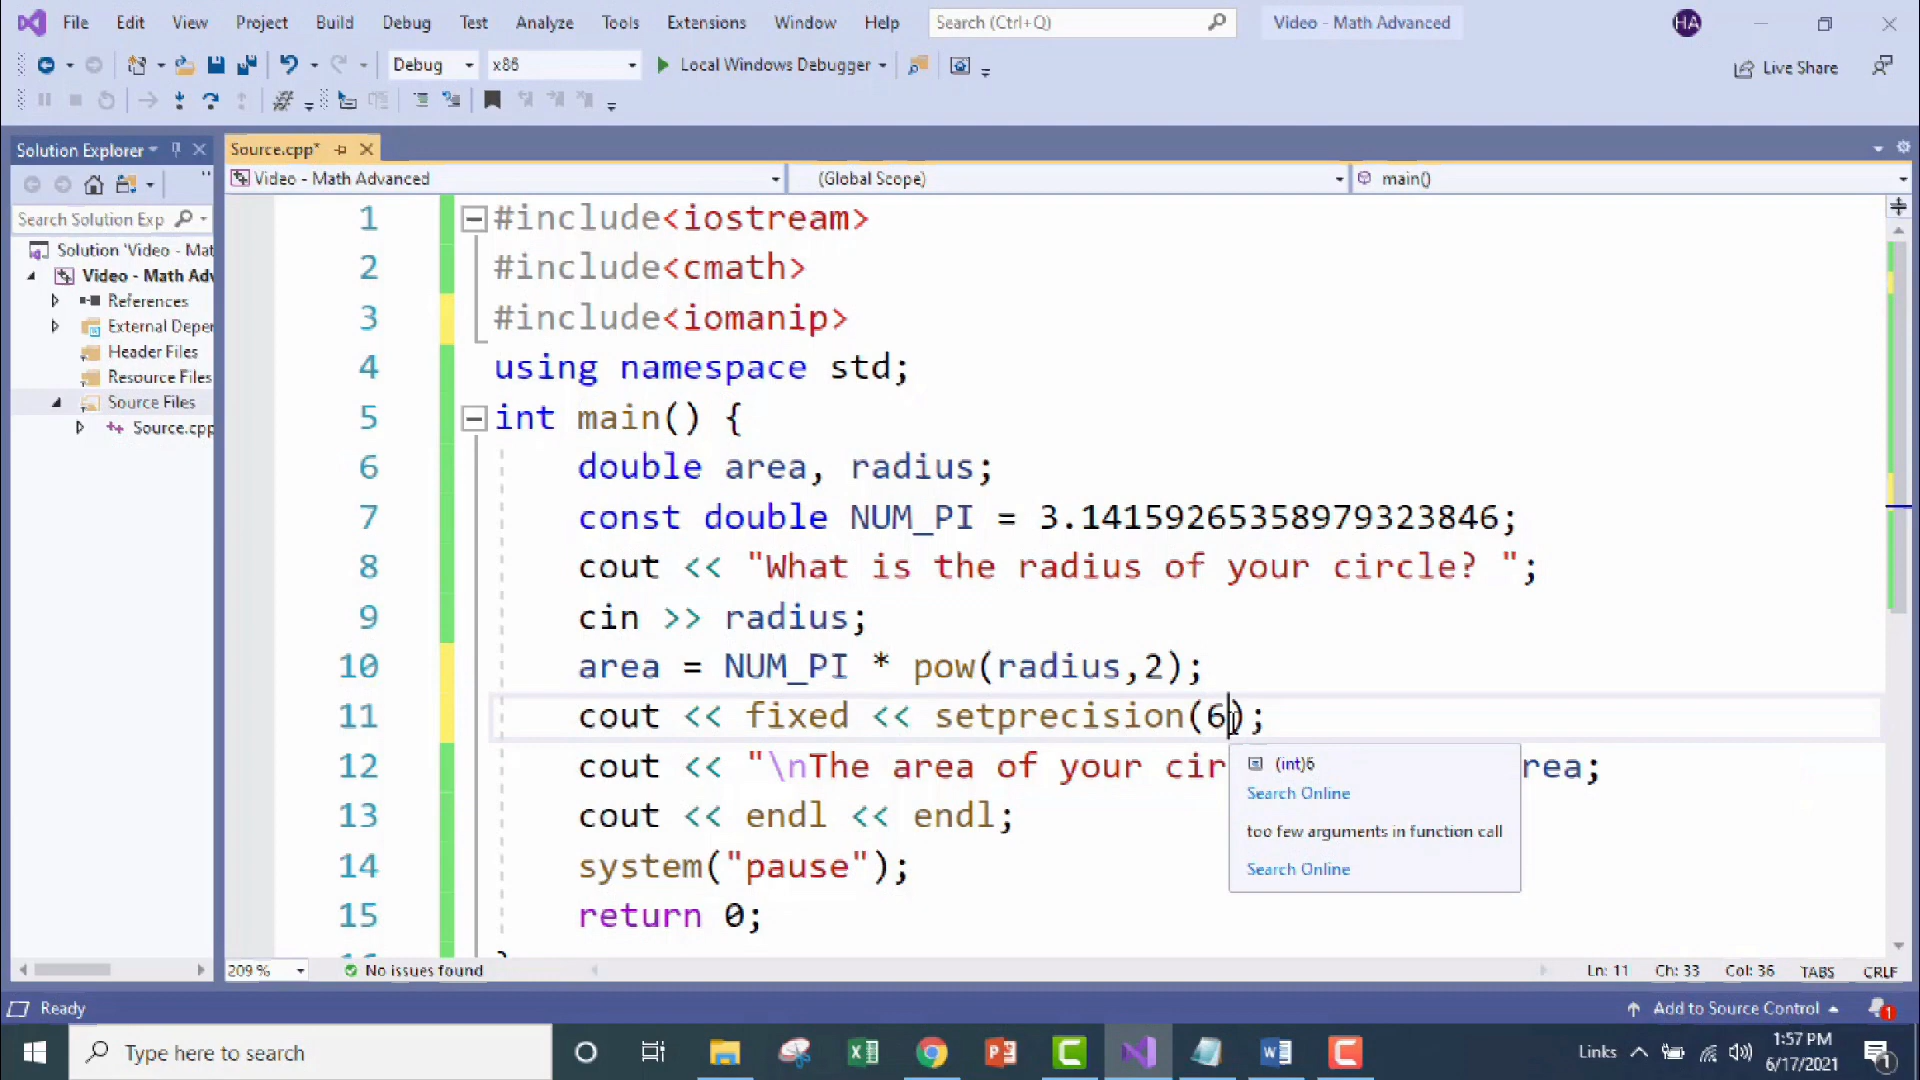 File Edit View Project Build Debug Test Analyze Tools Extensions Window Help Search (Ctrl+Q) Video - Math Advanced HA
Debug x86 Local Windows Debugger Live Share
Solution Explorer Source.cpp*
Video - Math Advanced (Global Scope) main()
Search Solution Exp
Solution 'Video - Mat
Video - Math Adv
References
External Deper
Header Files
Resource Files
Source Files
Source.cpp
1 #include<iostream>
2 #include<cmath>
3 #include<iomanip>
4 using namespace std;
5 int main() {
6 double area, radius;
7 const double NUM_PI = 3.14159265358979323846;
8 cout << "What is the radius of your circle? ";
9 cin >> radius;
10 area = NUM_PI * pow(radius,2);
11 cout << fixed << setprecision(6);
12 cout << "\nThe area of your cir rea;
13 cout << endl << endl;
14 system("pause");
15 return 0;
(int)6
Search Online
too few arguments in function call
Search Online
209 % No issues found Ln: 11 Ch: 33 Col: 36 TABS CRLF
Ready Add to Source Control 1
Type here to search Links 1:57 PM
6/17/2021 1